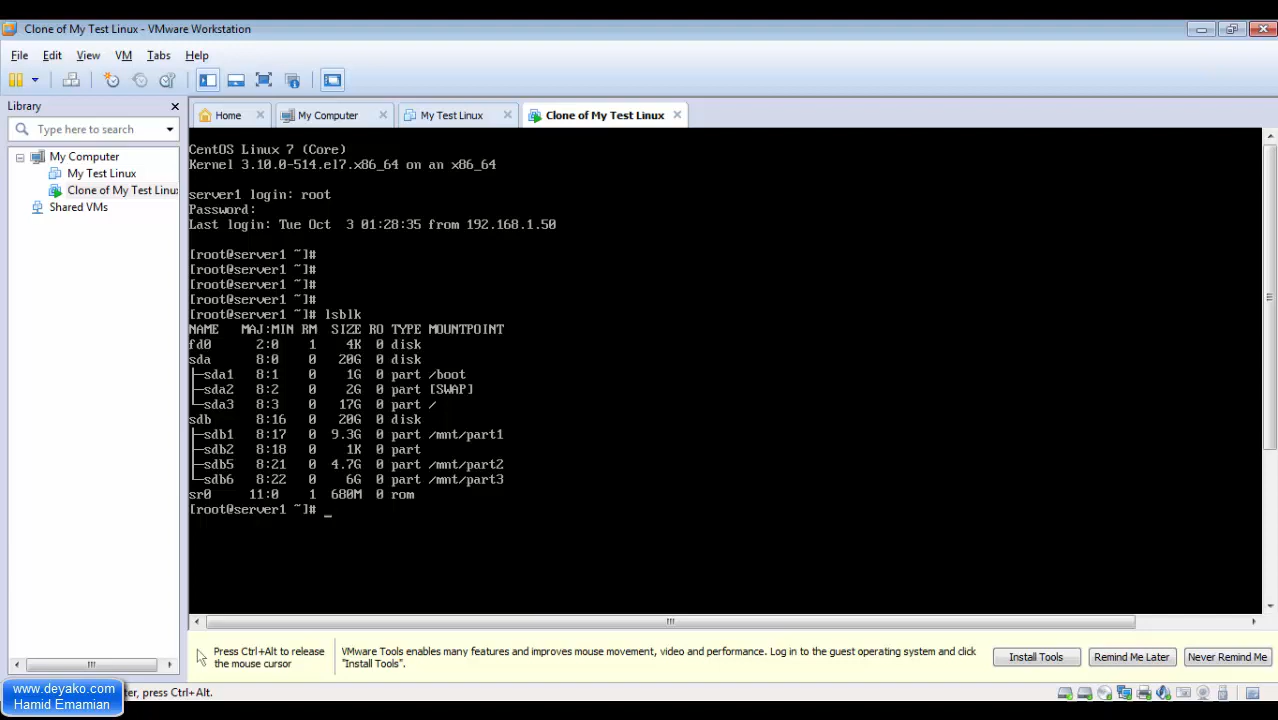 Clone of My Test Linux - VMware Workstation
File Edit View VM Tabs Help
Library
Type here to search
My Computer
My Test Linux
Clone of My Test Linux
Shared VMs
Home
My Computer
My Test Linux
Clone of My Test Linux
CentOS Linux 7 (Core)
Kernel 3.10.0-514.el7.x86_64 on an x86_64
server1 login: root
Password:
Last login: Tue Oct  3 01:28:35 from 192.168.1.50
[root@server1 ~]#
[root@server1 ~]#
[root@server1 ~]#
[root@server1 ~]#
[root@server1 ~]# lsblk
NAME   MAJ:MIN RM  SIZE RO TYPE MOUNTPOINT
fd0      2:0    1    4K  0 disk
sda      8:0    0   20G  0 disk
├─sda1   8:1    0    1G  0 part /boot
├─sda2   8:2    0    2G  0 part [SWAP]
└─sda3   8:3    0   17G  0 part /
sdb      8:16   0   20G  0 disk
├─sdb1   8:17   0  9.3G  0 part /mnt/part1
├─sdb2   8:18   0    1K  0 part
├─sdb5   8:21   0  4.7G  0 part /mnt/part2
└─sdb6   8:22   0    6G  0 part /mnt/part3
sr0     11:0    1  680M  0 rom
[root@server1 ~]# _
Press Ctrl+Alt to release
the mouse cursor
VMware Tools enables many features and improves mouse movement, video and performance. Log in to the guest operating system and click
"Install Tools".
Install Tools
Remind Me Later
Never Remind Me
ter, press Ctrl+Alt.
www.deyako.com
Hamid Emamian